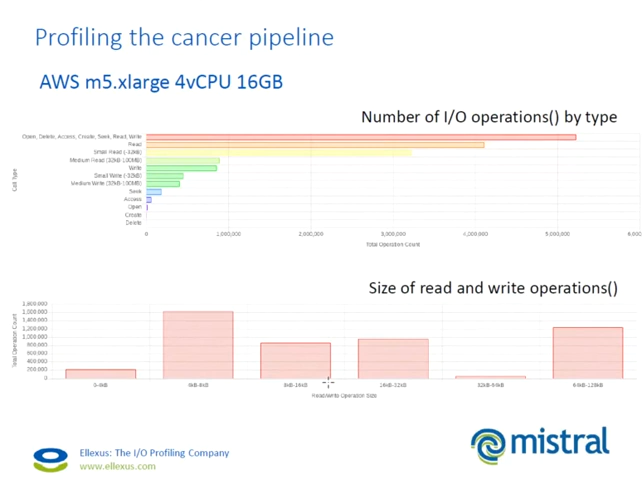 Profiling the cancer pipeline
AWS m5.xlarge 4vCPU 16GB
Number of I/O operations() by type
Open, Delete, Access, Create, Seek, Read, Write
Read
Small Read (-32kB)
Medium Read (32kB-100MB)
Write
Small Write (-32kB)
Medium Write (32kB-100MB)
Seek
Access
Open
Create
Delete
Call Type
0 1,000,000 2,000,000 3,000,000 4,000,000 5,000,000
Total Operation Count
Size of read and write operations()
1,800,000
1,600,000
1,400,000
1,200,000
1,000,000
800,000
600,000
400,000
200,000
0
Total Operation Count
0-4kB 4kB-8kB 8kB-16kB 16kB-32kB 32kB-64kB 64kB-128kB
Read/Write Operation Size
Ellexus: The I/O Profiling Company
www.ellexus.com
mistral